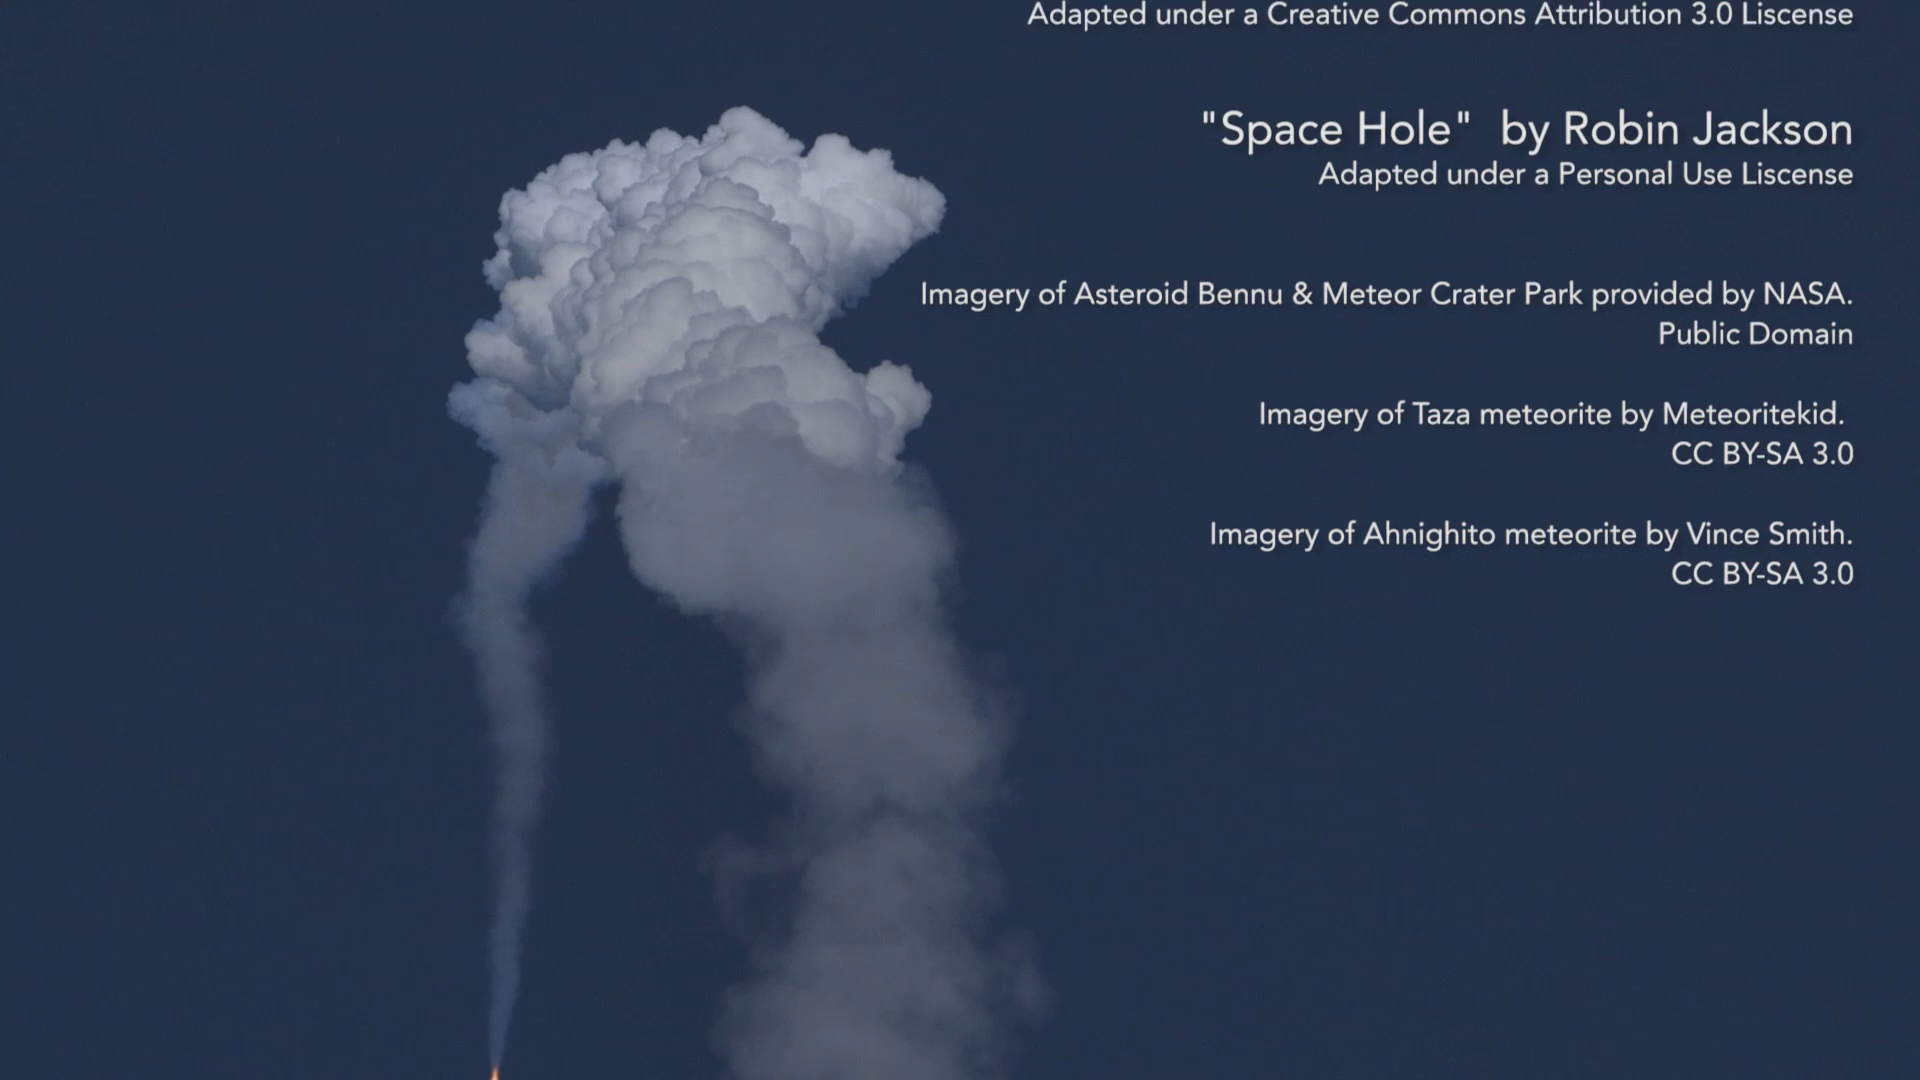 Adapted under a Creative Commons Attribution 3.0 Liscense
"Space Hole"  by Robin Jackson
Adapted under a Personal Use Liscense
Imagery of Asteroid Bennu & Meteor Crater Park provided by NASA.
Public Domain
Imagery of Taza meteorite by Meteoritekid.
CC BY-SA 3.0
Imagery of Ahnighito meteorite by Vince Smith.
CC BY-SA 3.0